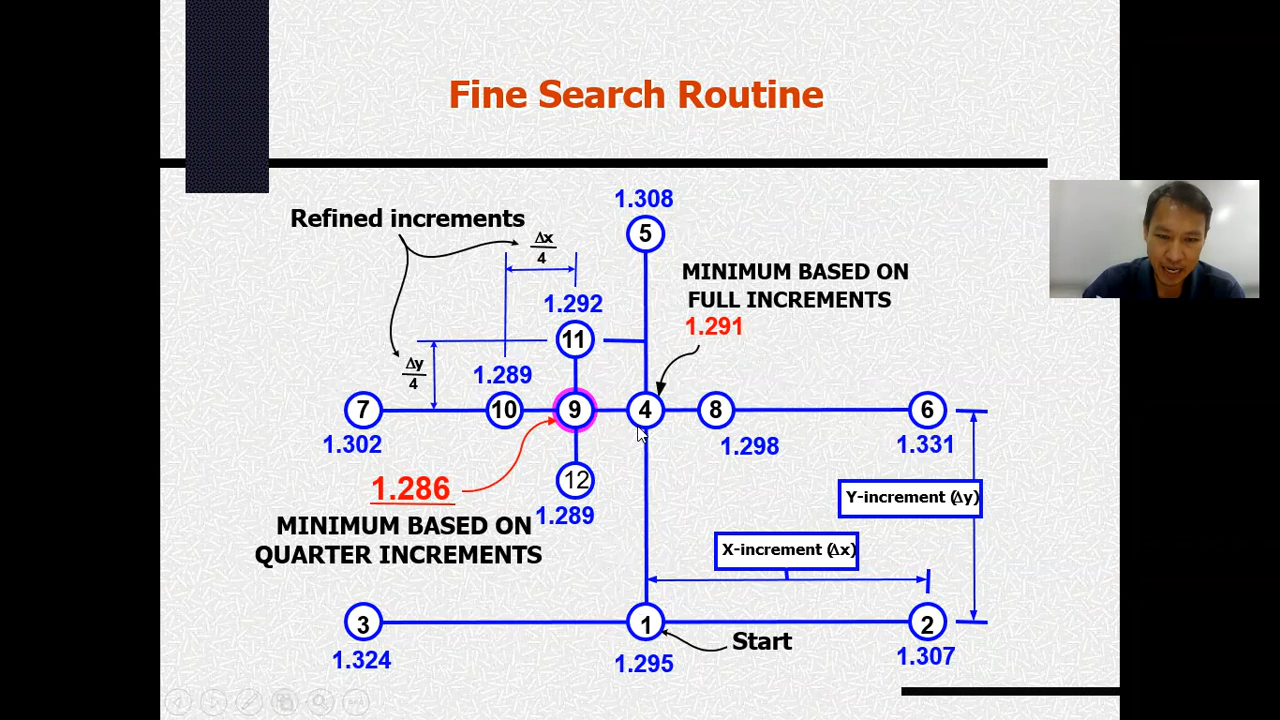 Fine Search Routine
1.308
Refined increments
5
Δx
4
MINIMUM BASED ON
FULL INCREMENTS
1.291
1.292
11
Δy
4
1.289
7
10
9
4
8
6
1.302
1.298
1.331
1.286
12
1.289
MINIMUM BASED ON
QUARTER INCREMENTS
Y-increment (Δy)
X-increment (Δx)
3
1
2
Start
1.324
1.295
1.307